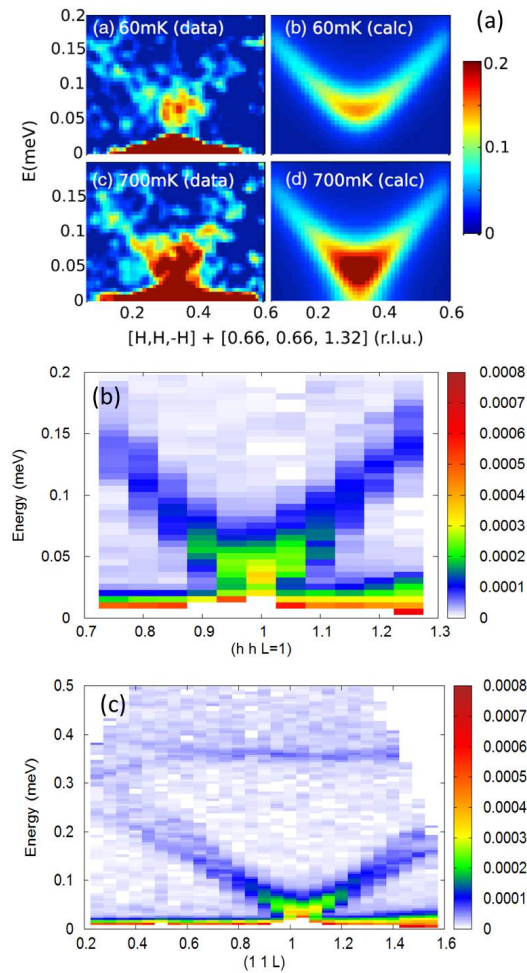 (a)
(a) 60mK (data)
(b) 60mK (calc)
0.2
0.15
0.1
0.05
0
E(meV)
(c) 700mK (data)
(d) 700mK (calc)
0.15
0.1
0.05
0
0.2
0.1
0
0.2 0.4 0.6 0.2 0.4 0.6
[H,H,-H] + [0.66, 0.66, 1.32] (r.l.u.)
(b)
0.2
0.15
0.1
0.05
0
Energy (meV)
0.7 0.8 0.9 1 1.1 1.2 1.3
(h h L=1)
0.0008
0.0007
0.0006
0.0005
0.0004
0.0003
0.0002
0.0001
0
(c)
0.5
0.4
0.3
0.2
0.1
0
Energy (meV)
0.2 0.4 0.6 0.8 1.0 1.2 1.4 1.6
(1 1 L)
0.0008
0.0007
0.0006
0.0005
0.0004
0.0003
0.0002
0.0001
0